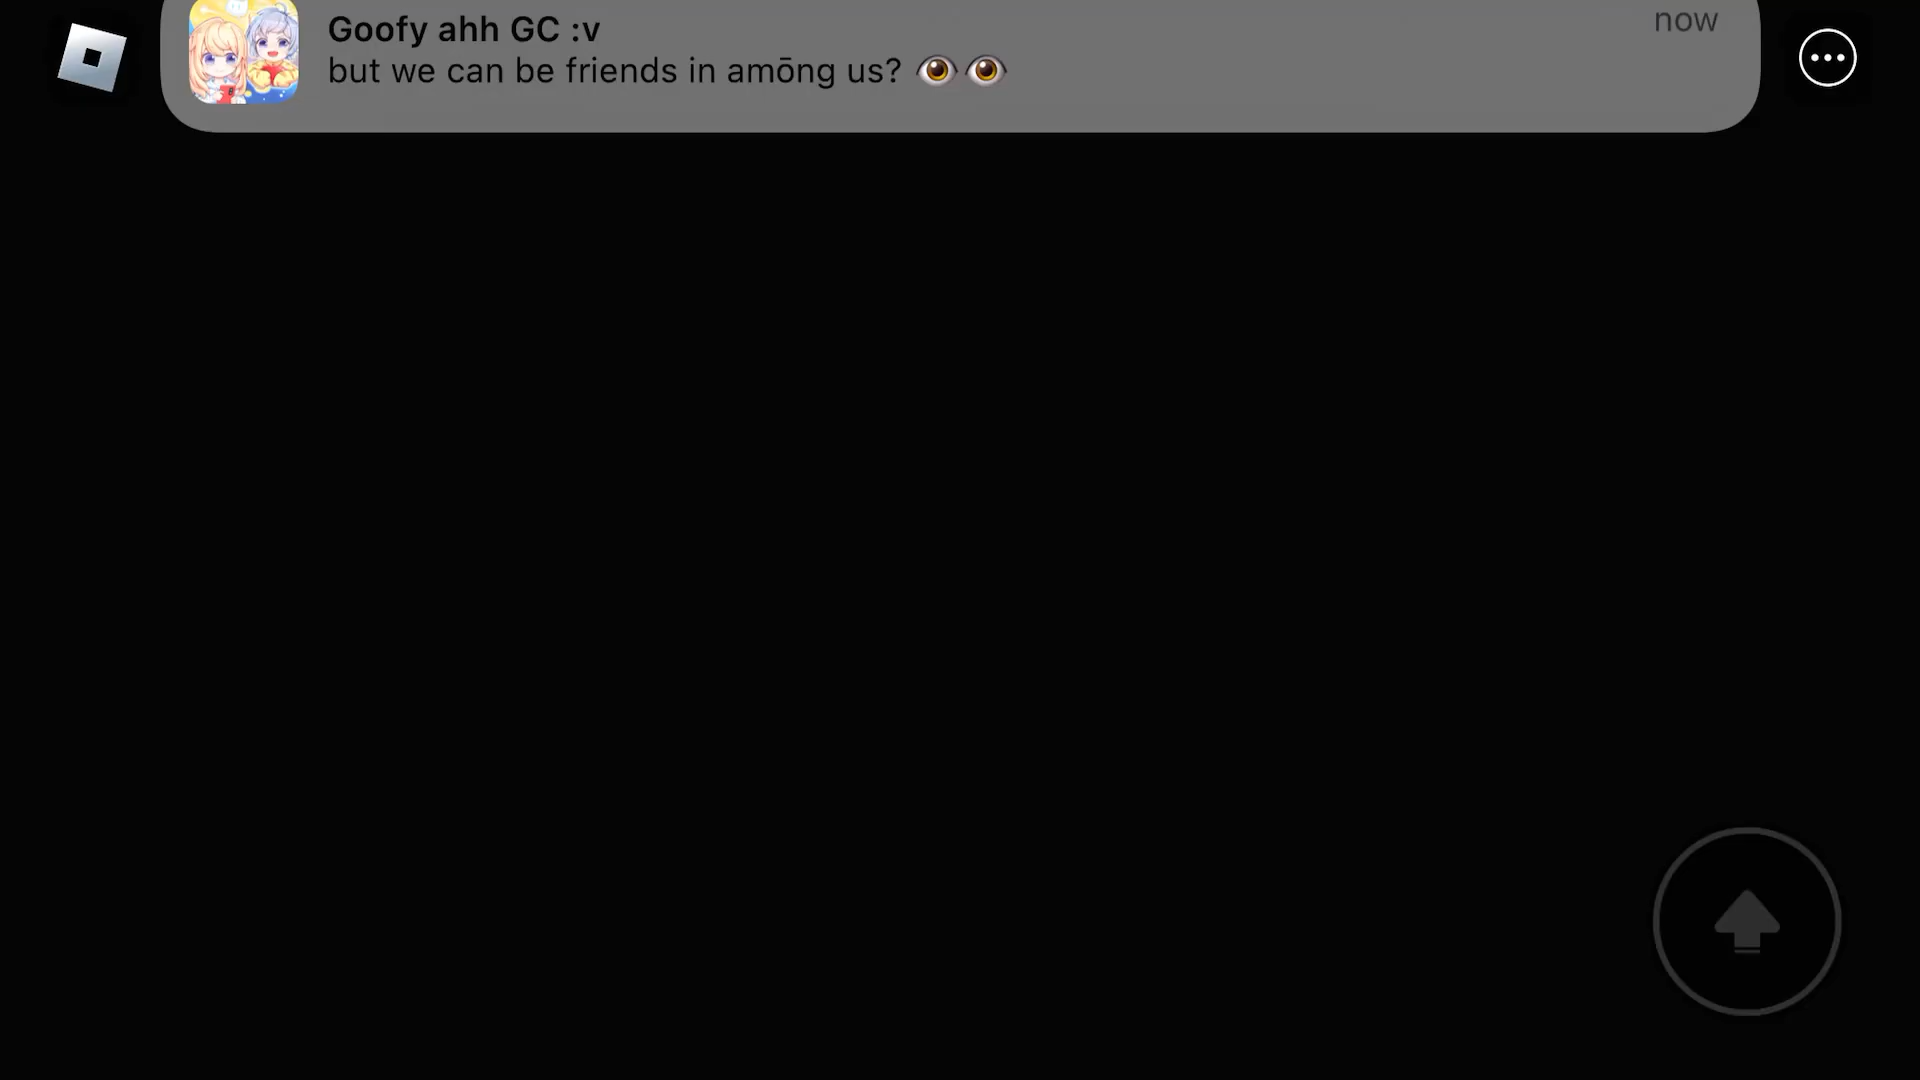 Goofy ahh GC :v
now
but we can be friends in amōng us? 👁️👁️